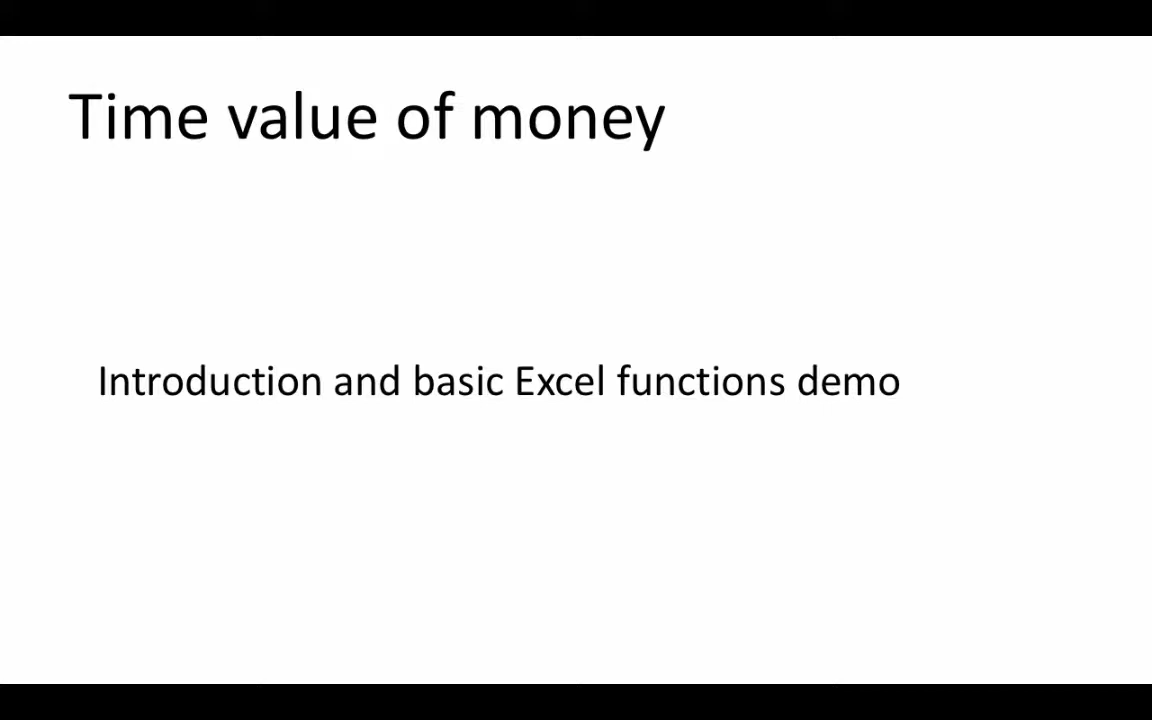 Time value of money
Introduction and basic Excel functions demo